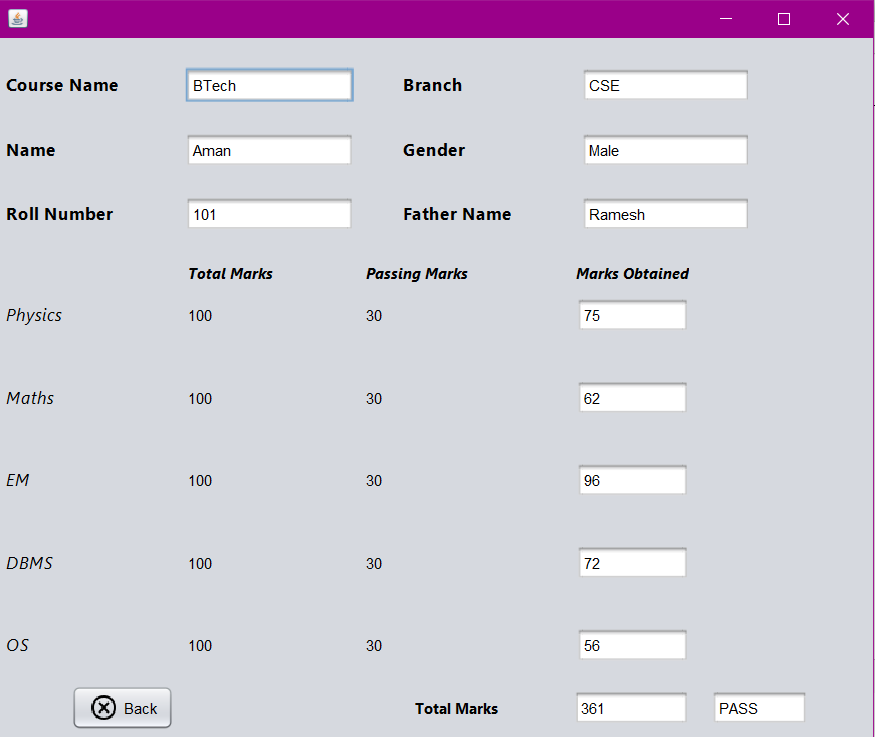 Course Name BTech Branch CSE
Name Aman Gender Male
Roll Number 101 Father Name Ramesh
Total Marks Passing Marks Marks Obtained
Physics 100 30 75
Maths 100 30 62
EM 100 30 96
DBMS 100 30 72
OS 100 30 56
Back Total Marks 361 PASS